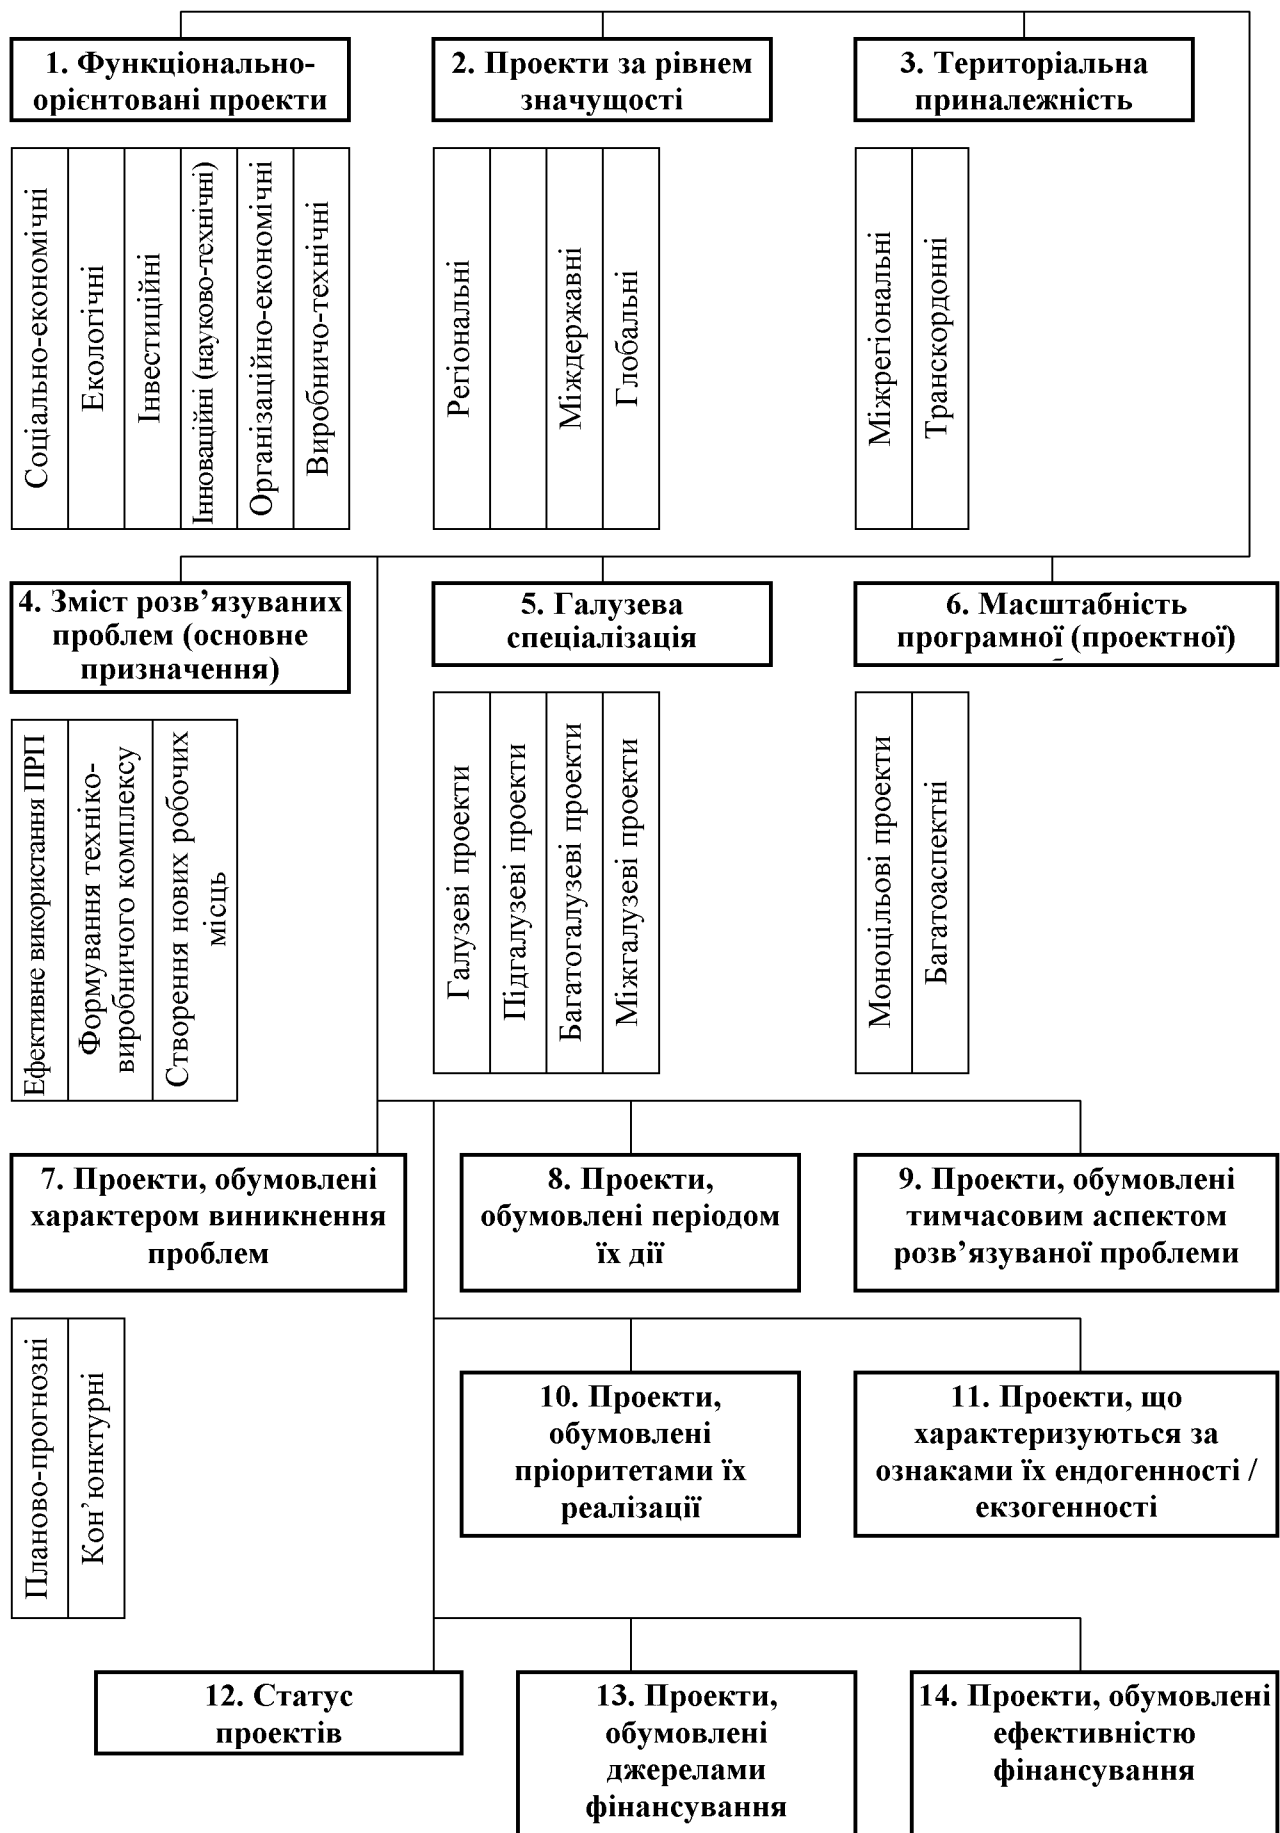 1. Функціонально-
орієнтовані проекти
2. Проекти за рівнем
значущості
3. Територіальна
приналежність
Соціально-економічні
Екологічні
Інвестиційні
Інноваційні (науково-технічні)
Організаційно-економічні
Виробничо-технічні
Регіональні
Міждержавні
Глобальні
Міжрегіональні
Транскордонні
4. Зміст розв’язуваних
проблем (основне
призначення)
5. Галузева
спеціалізація
6. Масштабність
програмної (проектної)
Ефективне використання ПРП
Формування техніко-
виробничого комплексу
Створення нових робочих
місць
Галузеві проекти
Підгалузеві проекти
Багатогалузеві проекти
Міжгалузеві проекти
Моноцільові проекти
Багатоаспектні
7. Проекти, обумовлені
характером виникнення
проблем
8. Проекти,
обумовлені періодом
їх дії
9. Проекти, обумовлені
тимчасовим аспектом
розв’язуваної проблеми
Планово-прогнозні
Кон’юнктурні
10. Проекти,
обумовлені
пріоритетами їх
реалізації
11. Проекти, що
характеризуються за
ознаками їх ендогенності /
екзогенності
12. Статус
проектів
13. Проекти,
обумовлені
джерелами
фінансування
14. Проекти, обумовлені
ефективністю
фінансування